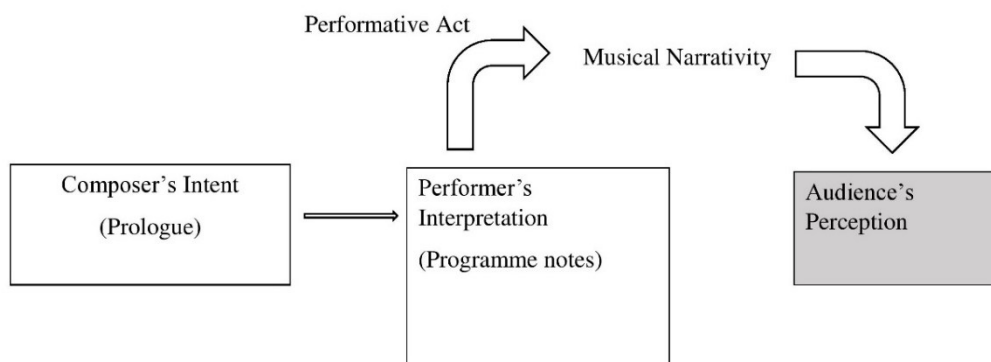 Performative Act
Musical Narrativity
Composer's Intent
(Prologue)
Performer's
Interpretation
(Programme notes)
Audience's
Perception